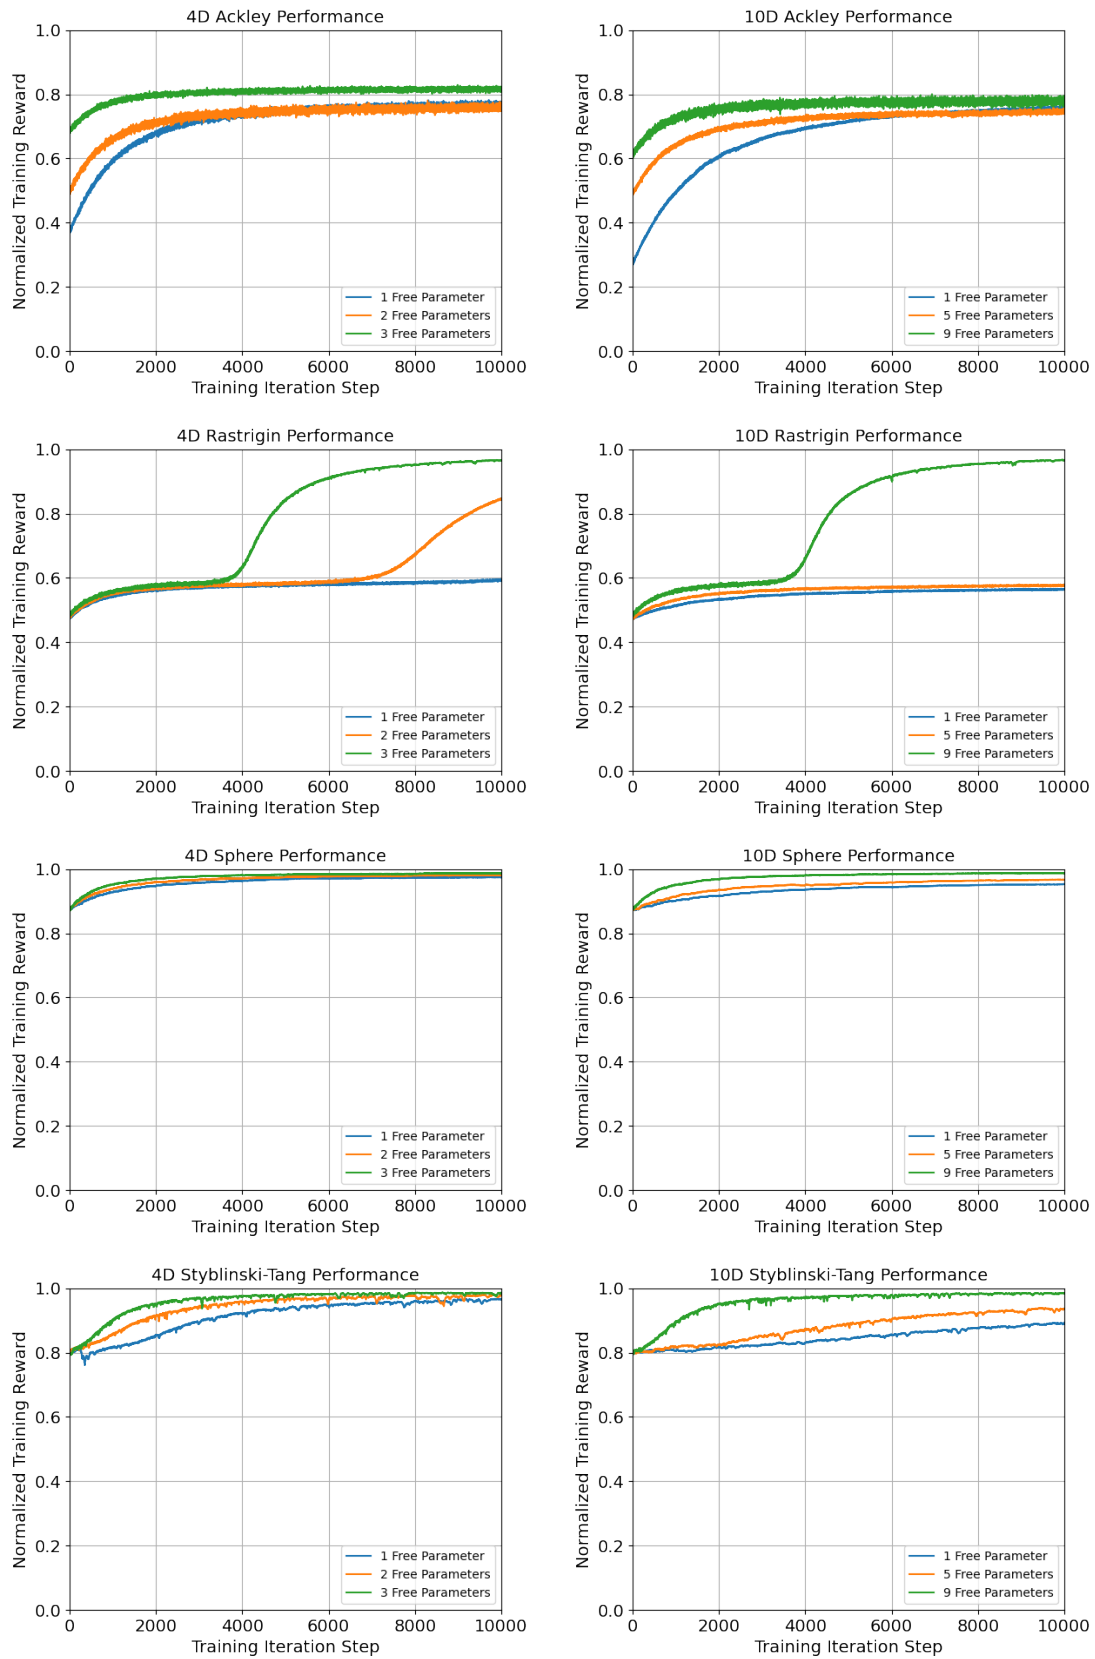 4D Ackley Performance
Normalized Training Reward
1.0
0.8
0.6
0.4
0.2
0.0
1 Free Parameter
2 Free Parameters
3 Free Parameters
0 2000 4000 6000 8000 10000
Training Iteration Step
10D Ackley Performance
Normalized Training Reward
1.0
0.8
0.6
0.4
0.2
0.0
1 Free Parameter
5 Free Parameters
9 Free Parameters
0 2000 4000 6000 8000 10000
Training Iteration Step
4D Rastrigin Performance
Normalized Training Reward
1.0
0.8
0.6
0.4
0.2
0.0
1 Free Parameter
2 Free Parameters
3 Free Parameters
0 2000 4000 6000 8000 10000
Training Iteration Step
10D Rastrigin Performance
Normalized Training Reward
1.0
0.8
0.6
0.4
0.2
0.0
1 Free Parameter
5 Free Parameters
9 Free Parameters
0 2000 4000 6000 8000 10000
Training Iteration Step
4D Sphere Performance
Normalized Training Reward
1.0
0.8
0.6
0.4
0.2
0.0
1 Free Parameter
2 Free Parameters
3 Free Parameters
0 2000 4000 6000 8000 10000
Training Iteration Step
10D Sphere Performance
Normalized Training Reward
1.0
0.8
0.6
0.4
0.2
0.0
1 Free Parameter
5 Free Parameters
9 Free Parameters
0 2000 4000 6000 8000 10000
Training Iteration Step
4D Styblinski-Tang Performance
Normalized Training Reward
1.0
0.8
0.6
0.4
0.2
0.0
1 Free Parameter
2 Free Parameters
3 Free Parameters
0 2000 4000 6000 8000 10000
Training Iteration Step
10D Styblinski-Tang Performance
Normalized Training Reward
1.0
0.8
0.6
0.4
0.2
0.0
1 Free Parameter
5 Free Parameters
9 Free Parameters
0 2000 4000 6000 8000 10000
Training Iteration Step